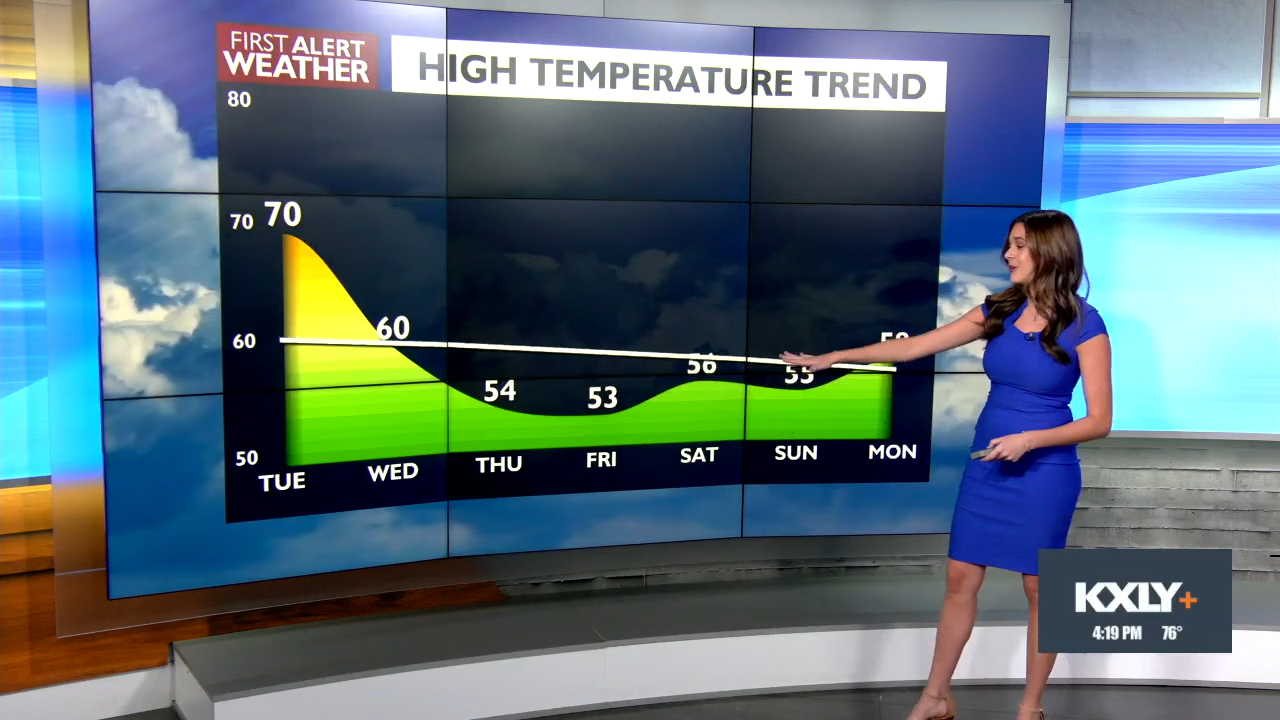 FIRST ALERT
WEATHER
HIGH TEMPERATURE TREND
80
70
70
60
60
54
53
56
55
50
TUE
WED
THU
FRI
SAT
SUN
MON
KXLY+
4:19 PM 76°